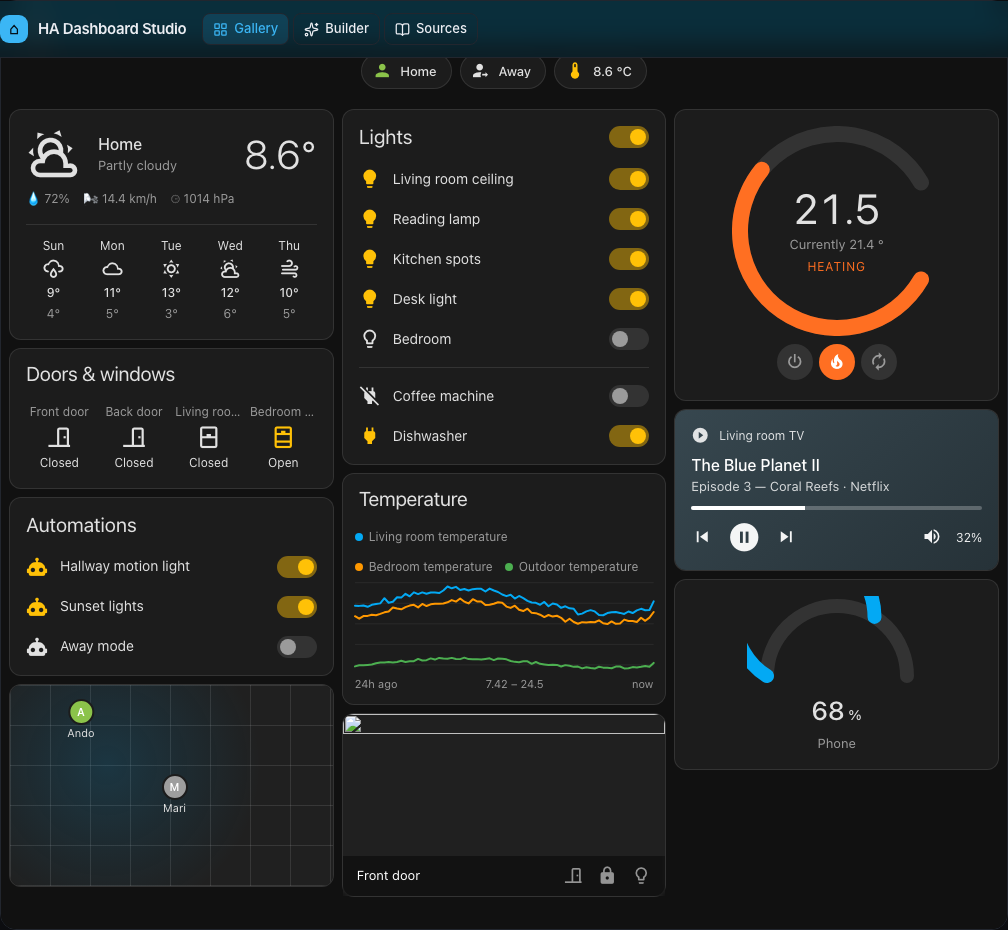 HA Dashboard Studio
Gallery
Builder
Sources
Home
Away
8.6 °C
Home
Partly cloudy
8.6°
72%
14.4 km/h
1014 hPa
Sun Mon Tue Wed Thu
9° 11° 13° 12° 10°
4° 5° 3° 6° 5°
Doors & windows
Front door Back door Living roo... Bedroom ...
Closed Closed Closed Open
Automations
Hallway motion light
Sunset lights
Away mode
A
Ando
M
Mari
Lights
Living room ceiling
Reading lamp
Kitchen spots
Desk light
Bedroom
Coffee machine
Dishwasher
Temperature
Living room temperature
Bedroom temperature Outdoor temperature
24h ago 7.42 – 24.5 now
Front door
21.5
Currently 21.4 °
HEATING
Living room TV
The Blue Planet II
Episode 3 — Coral Reefs · Netflix
32%
68 %
Phone